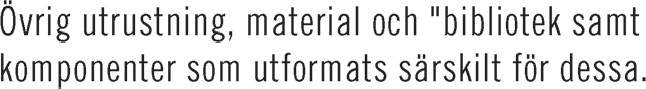 Övrig utrustning, material och "bibliotek samt
komponenter som utformats särskilt för dessa.